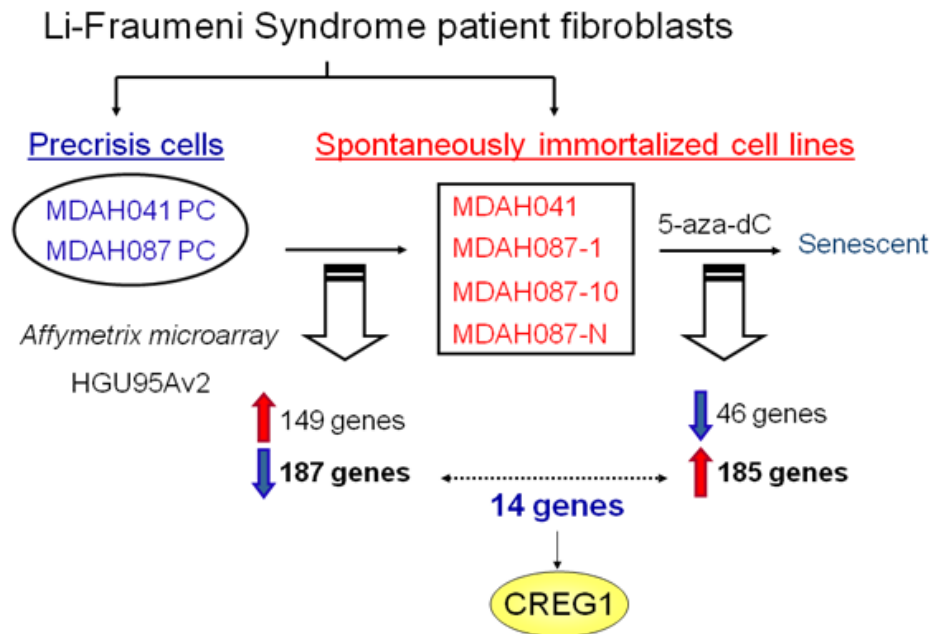 Li-Fraumeni Syndrome patient fibroblasts
Precrisis cells
Spontaneously immortalized cell lines
MDAH041 PC
MDAH087 PC
MDAH041
MDAH087-1
MDAH087-10
MDAH087-N
5-aza-dC
Senescent
Affymetrix microarray
HGU95Av2
149 genes
187 genes
46 genes
185 genes
14 genes
CREG1